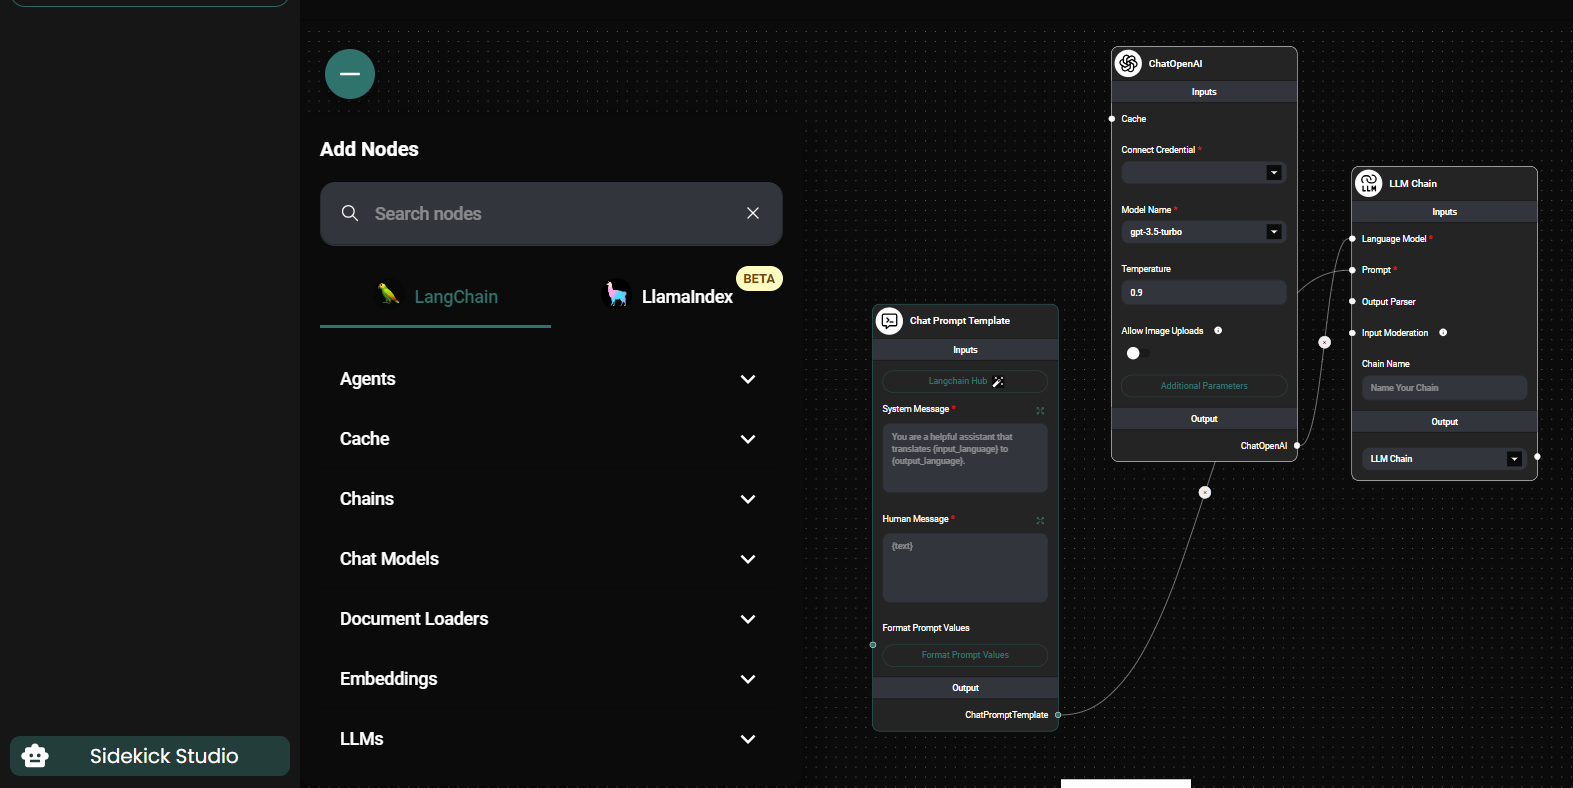 Add Nodes
Search nodes
LangChain
LlamaIndex
BETA
Agents
Cache
Chains
Chat Models
Document Loaders
Embeddings
LLMs
Sidekick Studio
Chat Prompt Template
Inputs
Langchain Hub
System Message *
You are a helpful assistant that
translates {input_language} to
{output_language}.
Human Message *
{text}
Format Prompt Values
Format Prompt Values
Output
ChatPromptTemplate
ChatOpenAI
Inputs
Cache
Connect Credential *
Model Name *
gpt-3.5-turbo
Temperature
0.9
Allow Image Uploads
Additional Parameters
Output
ChatOpenAI
LLM
LLM Chain
Inputs
Language Model *
Prompt *
Output Parser
Input Moderation
Chain Name
Name Your Chain
Output
LLM Chain